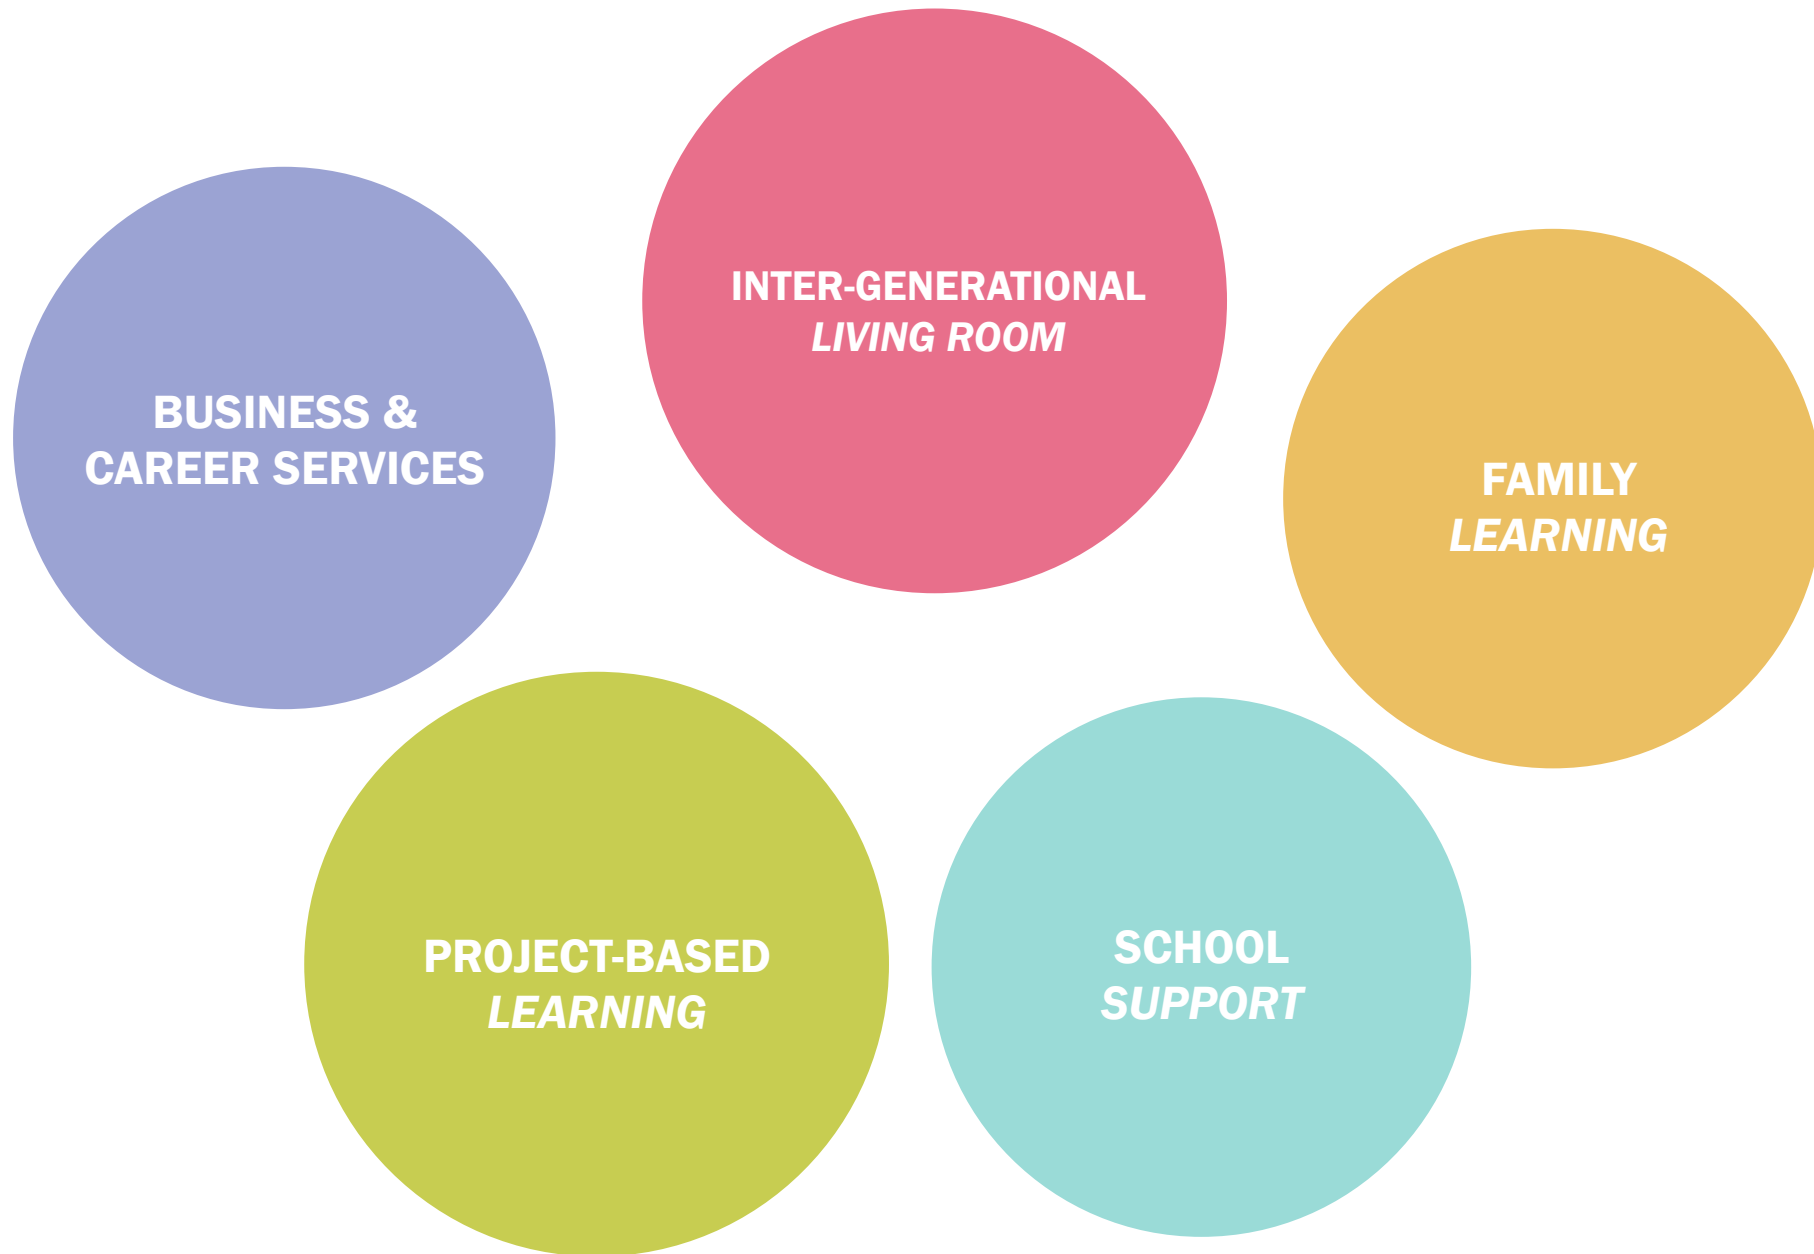 INTER-GENERATIONAL
LIVING ROOM
BUSINESS &
CAREER SERVICES
FAMILY
LEARNING
PROJECT-BASED
LEARNING
SCHOOL
SUPPORT